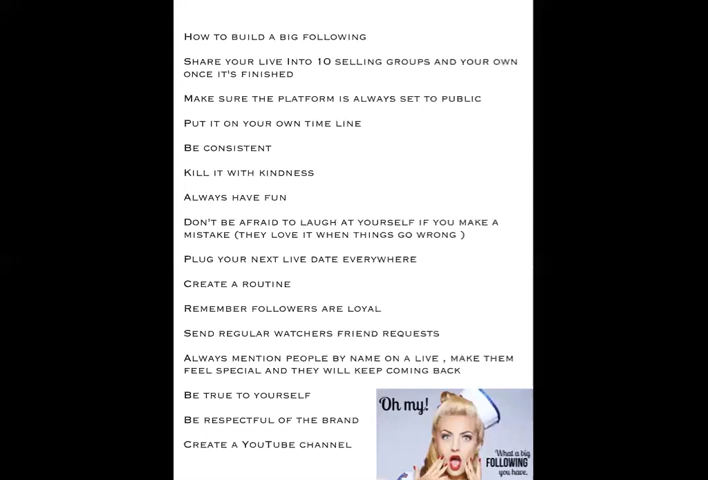 How to build a big following
Share your live Into 10 selling groups and your own
once it's finished
Make sure the platform is always set to public
Put it on your own time line
Be consistent
Kill it with kindness
Always have fun
Don't be afraid to laugh at yourself if you make a
mistake (they love it when things go wrong )
Plug your next live date everywhere
Create a routine
Remember followers are loyal
Send regular watchers friend requests
Always mention people by name on a live , make them
feel special and they will keep coming back
Be true to yourself
Be respectful of the brand
Create a YouTube channel
Oh my!
What a big
FOLLOWING
you have.